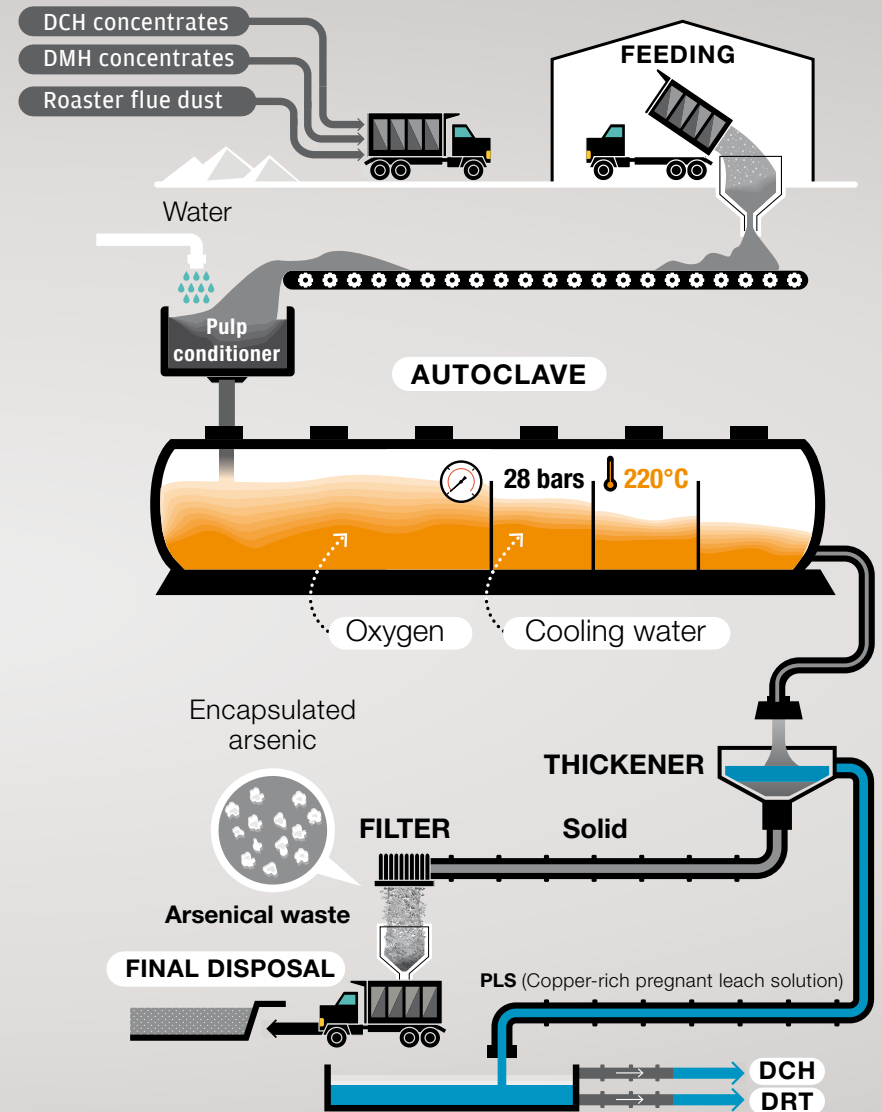 DCH concentrates
DMH concentrates
Roaster flue dust
FEEDING
Water
Pulp
conditioner
AUTOCLAVE
28 bars 220°C
Oxygen
Cooling water
Encapsulated
arsenic
THICKENER
FILTER
Solid
Arsenical waste
FINAL DISPOSAL
PLS (Copper-rich pregnant leach solution)
DCH
DRT